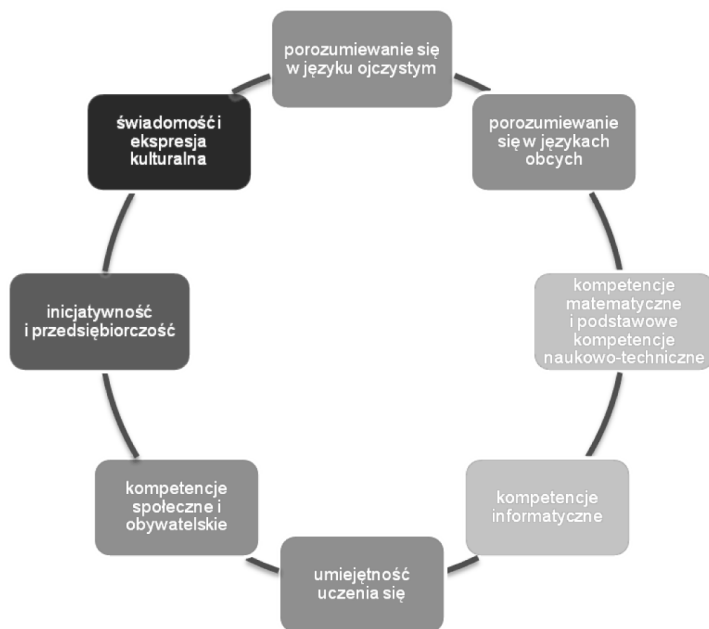 porozumiewanie się
w języku ojczystym
porozumiewanie
się w językach
obcych
kompetencje
matematyczne
i podstawowe
kompetencje
naukowo-techniczne
kompetencje
informatyczne
umiejętność
uczenia się
kompetencje
społeczne i
obywatelskie
inicjatywność
i przedsiębiorczość
świadomość i
ekspresja
kulturalna